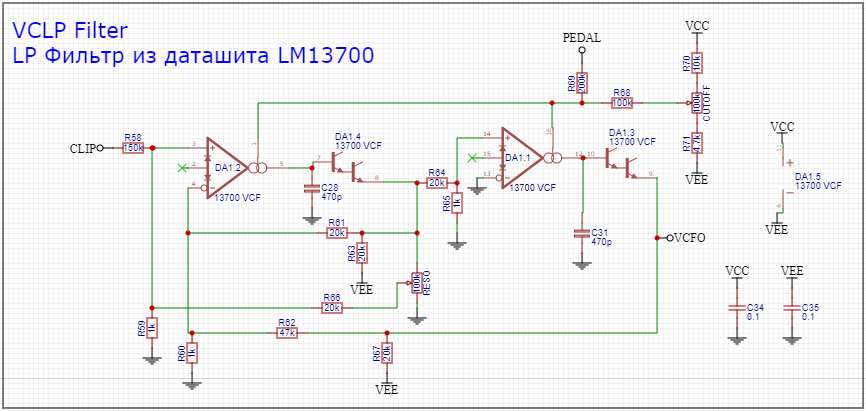 VCLP Filter
LP Фильтр из даташита LM13700
PEDAL
VCC
R70
10k
R69
200k
R68
100k
100k
CUTOFF
R71
4.7k
VEE
CLIP
R58
150k
3
2
4
1
DA1.2
13700 VCF
5
DA1.4
13700 VCF
7
8
C28
470p
R64
20k
R65
1k
14
15
13
16
DA1.1
13700 VCF
12
10
DA1.3
13700 VCF
9
C31
470p
VCC
11
+
DA1.5
13700 VCF
-
6
VEE
R61
20k
R63
20k
VEE
100k
RESO
VCFO
R66
20k
R59
1k
R62
47k
R60
1k
R67
20k
VEE
VCC
C34
0.1
VEE
C35
0.1